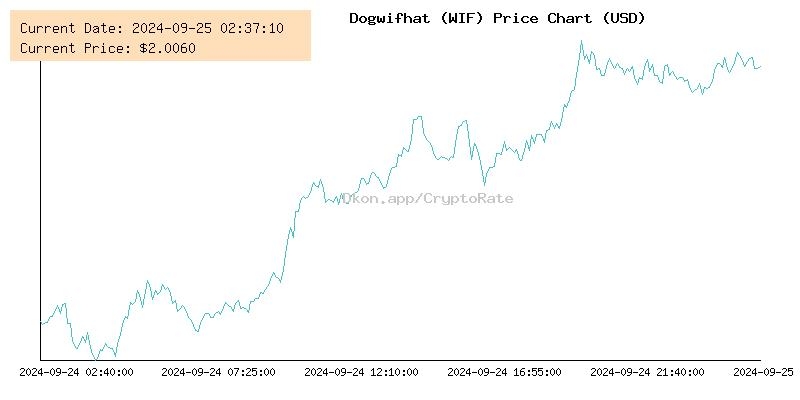 Dogwifhat (WIF) Price Chart (USD)
Current Date: 2024-09-25 02:37:10
Current Price: $2.0060
Dkon.app/CryptoRate
2024-09-24 02:40:00 2024-09-24 07:25:00 2024-09-24 12:10:00 2024-09-24 16:55:00 2024-09-24 21:40:00 2024-09-25